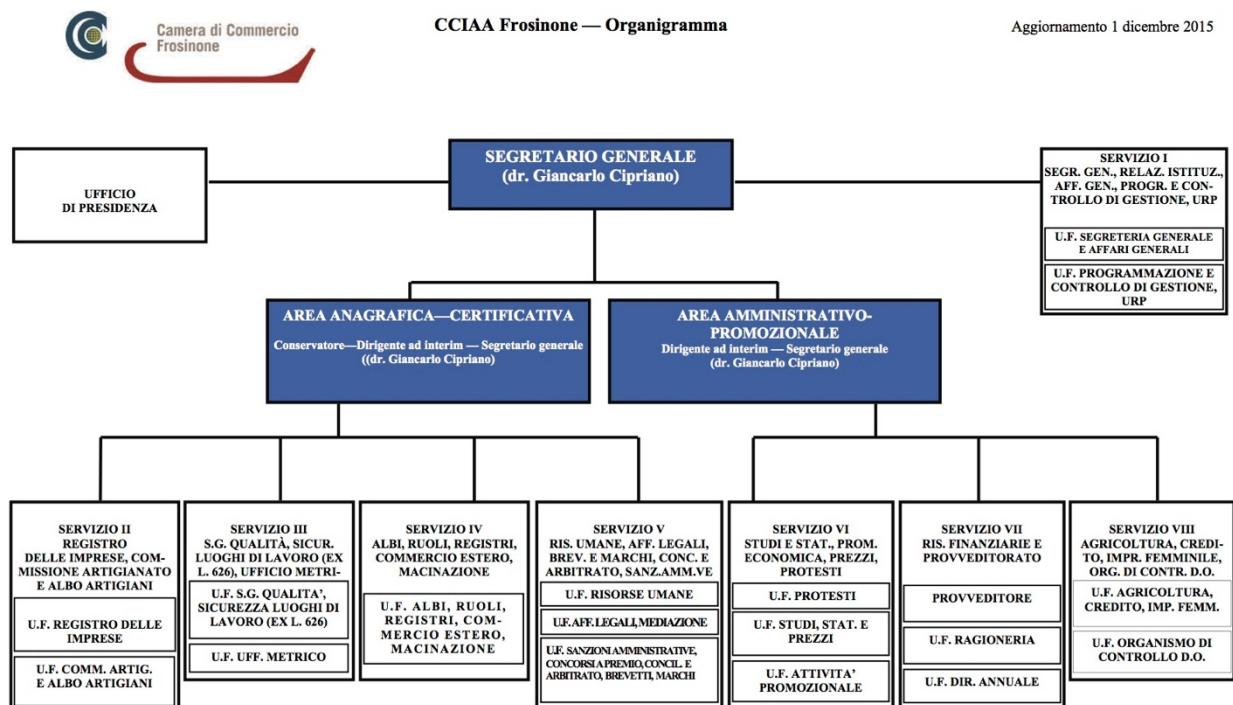 Camera di Commercio
Frosinone
CCIAA Frosinone — Organigramma
Aggiornamento 1 dicembre 2015
UFFICIO
DI PRESIDENZA
SEGRETARIO GENERALE
(dr. Giancarlo Cipriano)
SERVIZIO I
SEGR. GEN., RELAZ. ISTITUZ.,
AFF. GEN., PROGR. E CON-
TROLLO DI GESTIONE, URP
U.F. SEGRETERIA GENERALE
E AFFARI GENERALI
U.F. PROGRAMMAZIONE E
CONTROLLO DI GESTIONE,
URP
AREA ANAGRAFICA—CERTIFICATIVA
Conservatore—Dirigente ad interim — Segretario generale
((dr. Giancarlo Cipriano)
AREA AMMINISTRATIVO-
PROMOZIONALE
Dirigente ad interim — Segretario generale
(dr. Giancarlo Cipriano)
SERVIZIO II
REGISTRO
DELLE IMPRESE, COM-
MISSIONE ARTIGIANATO
E ALBO ARTIGIANI
U.F. REGISTRO DELLE
IMPRESE
U.F. COMM. ARTIG.
E ALBO ARTIGIANI
SERVIZIO III
S.G. QUALITÀ, SICUR.
LUOGHI DI LAVORO (EX
L. 626), UFFICIO METRI-
U.F. S.G. QUALITA’,
SICUREZZA LUOGHI DI
LAVORO (EX L. 626)
U.F. UFF. METRICO
SERVIZIO IV
ALBI, RUOLI, REGISTRI,
COMMERCIO ESTERO,
MACINAZIONE
U.F. ALBI, RUOLI,
REGISTRI, COM-
MERCIO ESTERO,
MACINAZIONE
SERVIZIO V
RIS. UMANE, AFF. LEGALI,
BREV. E MARCHI, CONC. E
ARBITRATO, SANZ.AMM.VE
U.F. RISORSE UMANE
U.F.AFF. LEGALI, MEDIAZIONE
U.F. SANZIONI AMMINISTRATIVE,
CONCORSI A PREMIO, CONCIL. E
ARBITRATO, BREVETTI, MARCHI
SERVIZIO VI
STUDI E STAT., PROM.
ECONOMICA, PREZZI,
PROTESTI
U.F. PROTESTI
U.F. STUDI, STAT. E
PREZZI
U.F. ATTIVITA’
PROMOZIONALE
SERVIZIO VII
RIS. FINANZIARIE E
PROVVEDITORATO
PROVVEDITORE
U.F. RAGIONERIA
U.F. DIR. ANNUALE
SERVIZIO VIII
AGRICOLTURA, CREDI-
TO, IMPR. FEMMINILE,
ORG. DI CONTR. D.O.
U.F. AGRICOLTURA,
CREDITO, IMP. FEMM.
U.F. ORGANISMO DI
CONTROLLO D.O.